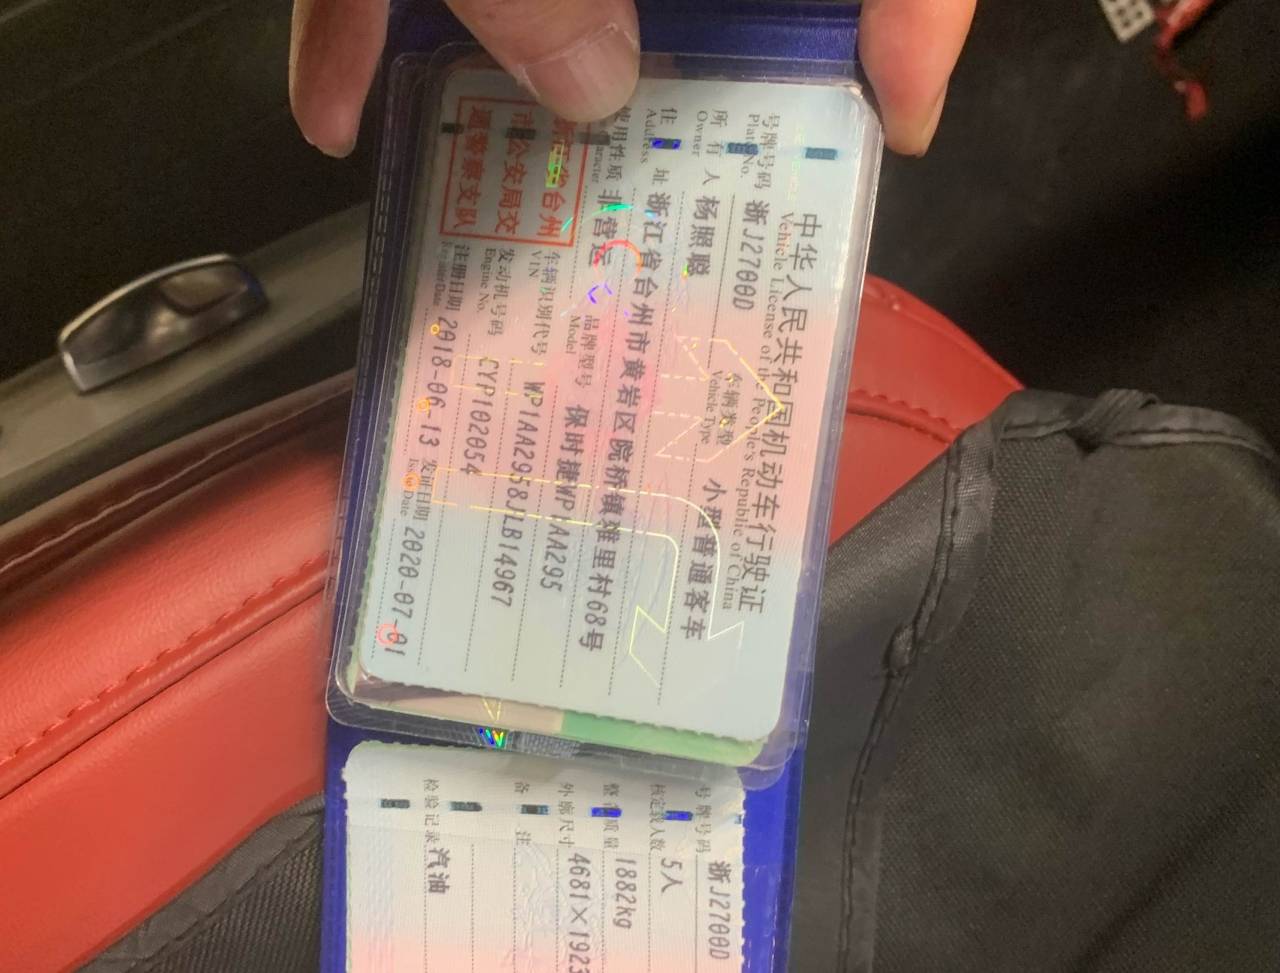 中华人民共和国机动车行驶证
Vehicle License of the People's Republic of China
号牌号码 浙J2700D 车辆类型 小型普通客车
Plate No. Vehicle Type
所有人 杨照聪
Owner
住址 浙江省台州市黄岩区院桥镇雅里村68号
Address
使用性质 非营运 品牌型号 保时捷WP1AA295
Model
浙江省台州
市公安局交
通警察支队
车辆识别代号 WP1AA2958JLB14967
VIN
发动机号码 CYP102054
Engine No.
注册日期 2018-06-13 发证日期 2020-07-01
Register Date Issue Date
号牌号码 浙J2700D
核定载人数 5人
整备质量 1882kg
外廓尺寸 4681×1923
备注
检验记录 汽油